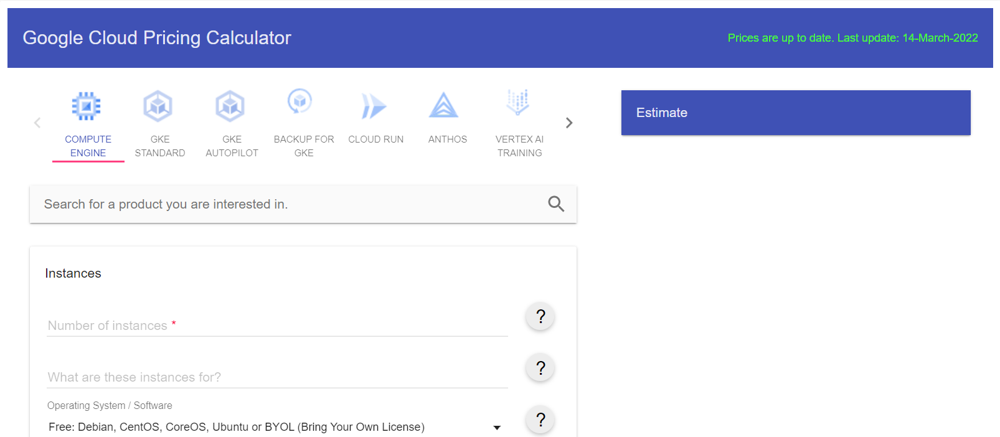 Google Cloud Pricing Calculator
Prices are up to date. Last update: 14-March-2022
COMPUTE
ENGINE
GKE
STANDARD
GKE
AUTOPILOT
BACKUP FOR
GKE
CLOUD RUN
ANTHOS
VERTEX AI
TRAINING
Estimate
Search for a product you are interested in.
Instances
Number of instances *
?
What are these instances for?
?
Operating System / Software
Free: Debian, CentOS, CoreOS, Ubuntu or BYOL (Bring Your Own License)
?